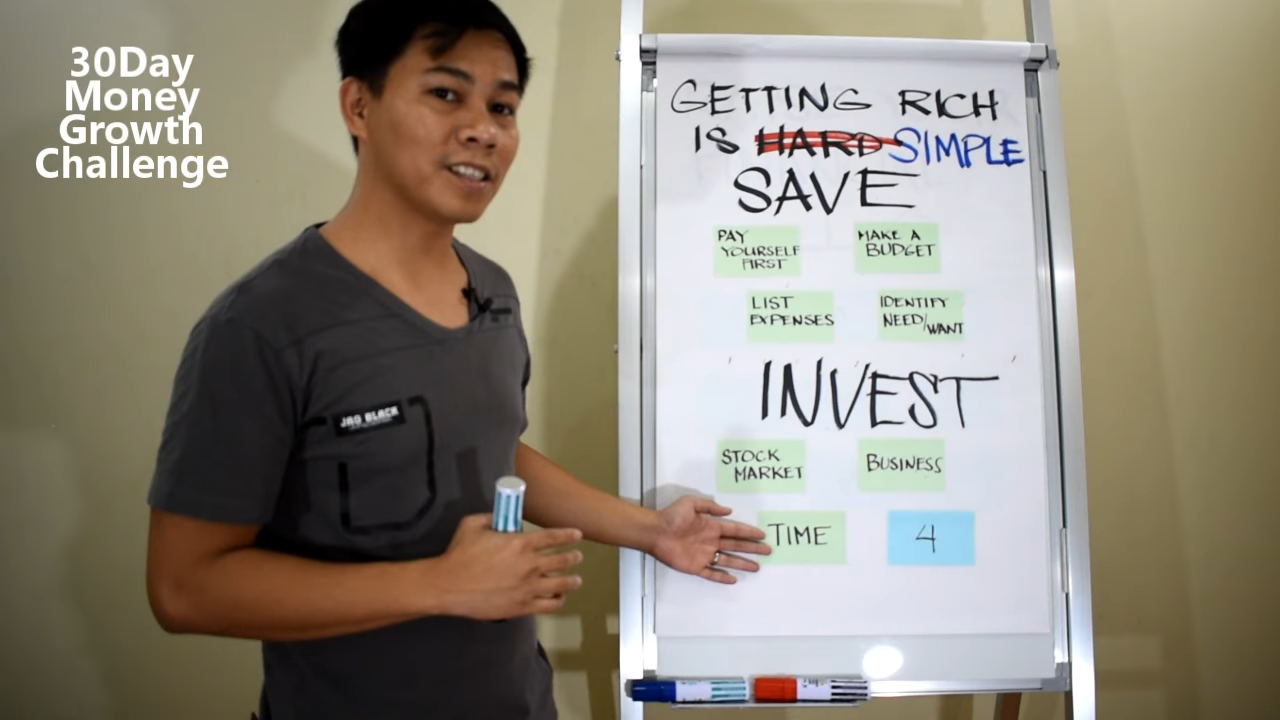 30Day
Money
Growth
Challenge
GETTING RICH
IS HARD SIMPLE
SAVE
PAY
YOURSELF
FIRST
MAKE A
BUDGET
LIST
EXPENSES
IDENTIFY
NEED/WANT
INVEST
STOCK
MARKET
BUSINESS
TIME
4
JAG BLACK